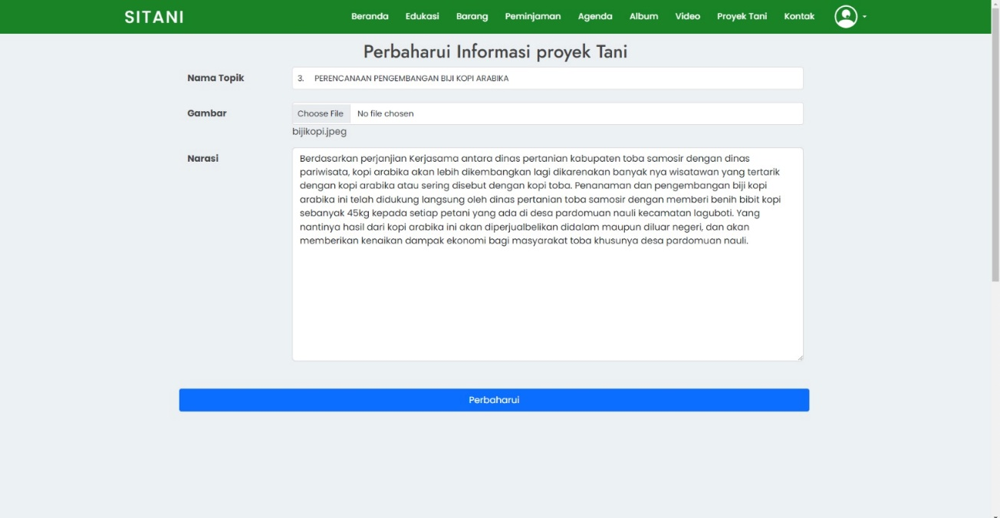 SITANI
Beranda Edukasi Barang Peminjaman Agenda Album Video Proyek Tani Kontak
Perbaharui Informasi proyek Tani
Nama Topik
3. PERENCANAAN PENGEMBANGAN BIJI KOPI ARABIKA
Gambar
Choose File No file chosen
bijikopi.jpeg
Narasi
Berdasarkan perjanjian Kerjasama antara dinas pertanian kabupaten toba samosir dengan dinas
pariwisata, kopi arabika akan lebih dikembangkan lagi dikarenakan banyak nya wisatawan yang tertarik
dengan kopi arabika atau sering disebut dengan kopi toba. Penanaman dan pengembangan biji kopi
arabika ini telah didukung langsung oleh dinas pertanian toba samosir dengan memberi benih bibit kopi
sebanyak 45kg kepada setiap petani yang ada di desa pardomuan nauli kecamatan laguboti. Yang
nantinya hasil dari kopi arabika ini akan diperjualbelikan didalam maupun diluar negeri, dan akan
memberikan kenaikan dampak ekonomi bagi masyarakat toba khusunya desa pardomuan nauli.
Perbaharui